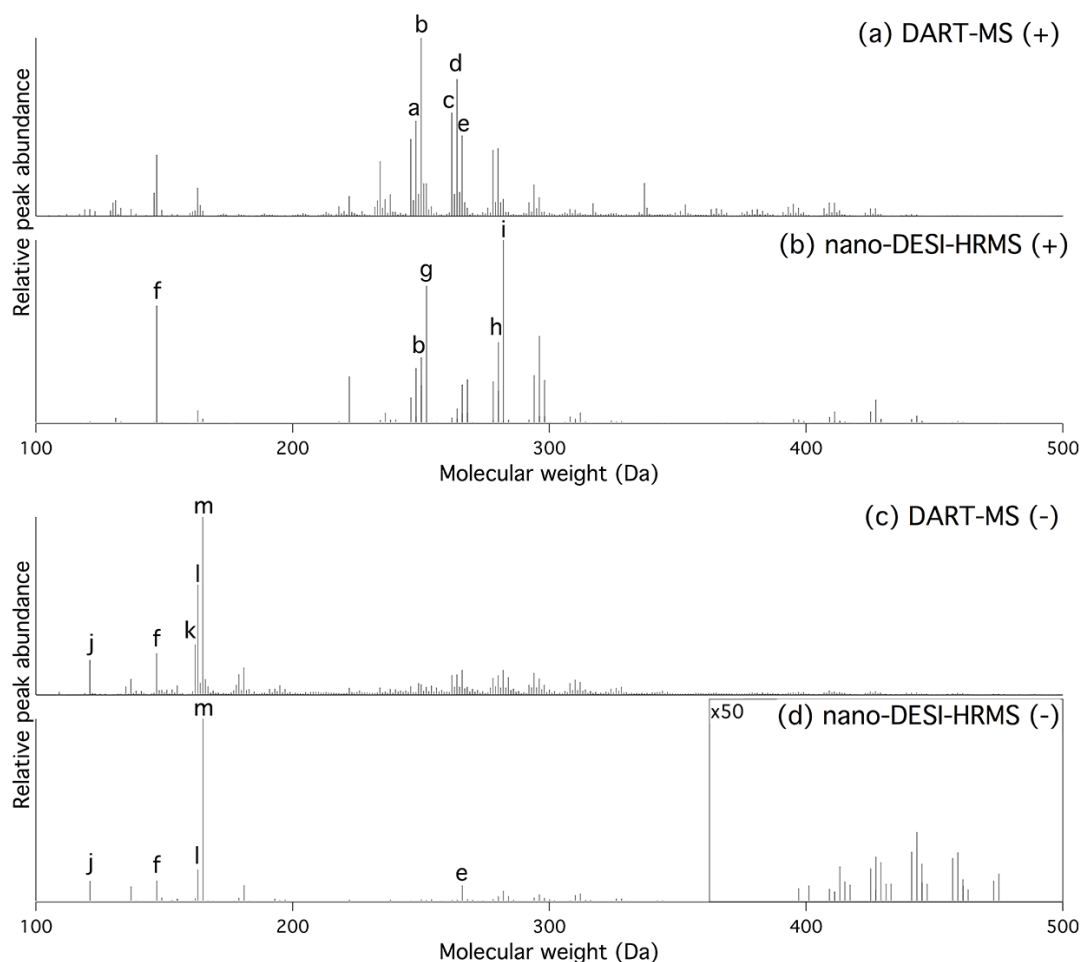 (a) DART-MS (+)
b
d
a
c
e
Relative peak abundance
(b) nano-DESI-HRMS (+)
i
g
f
h
b
100 200 300 400 500
Molecular weight (Da)
(c) DART-MS (-)
m
l
k
j
f
Relative peak abundance
(d) nano-DESI-HRMS (-)
x50
m
l
j
f
e
100 200 300 400 500
Molecular weight (Da)